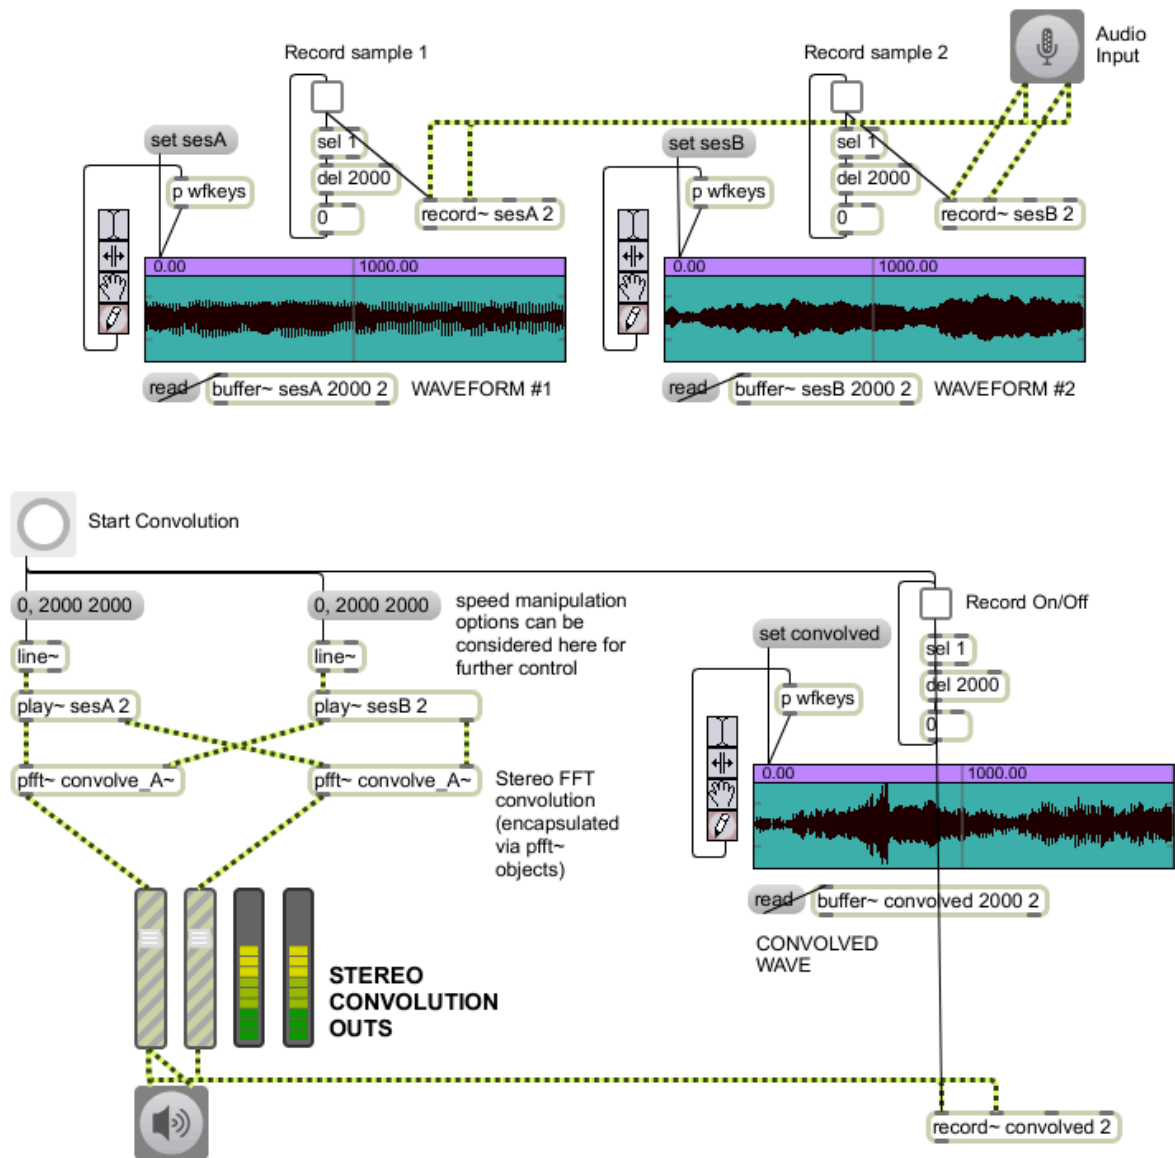 Record sample 1
Record sample 2
Audio
Input
set sesA
sel 1
del 2000
p wfkeys
0
record~ sesA 2
set sesB
sel 1
del 2000
p wfkeys
0
record~ sesB 2
0.00
1000.00
0.00
1000.00
read
buffer~ sesA 2000 2
WAVEFORM #1
read
buffer~ sesB 2000 2
WAVEFORM #2
Start Convolution
0, 2000 2000
0, 2000 2000
speed manipulation
options can be
considered here for
further control
line~
line~
play~ sesA 2
play~ sesB 2
pfft~ convolve_A~
pfft~ convolve_A~
Stereo FFT
convolution
(encapsulated
via pfft~
objects)
Record On/Off
set convolved
sel 1
del 2000
p wfkeys
0
0.00
1000.00
read
buffer~ convolved 2000 2
CONVOLVED
WAVE
STEREO
CONVOLUTION
OUTS
record~ convolved 2